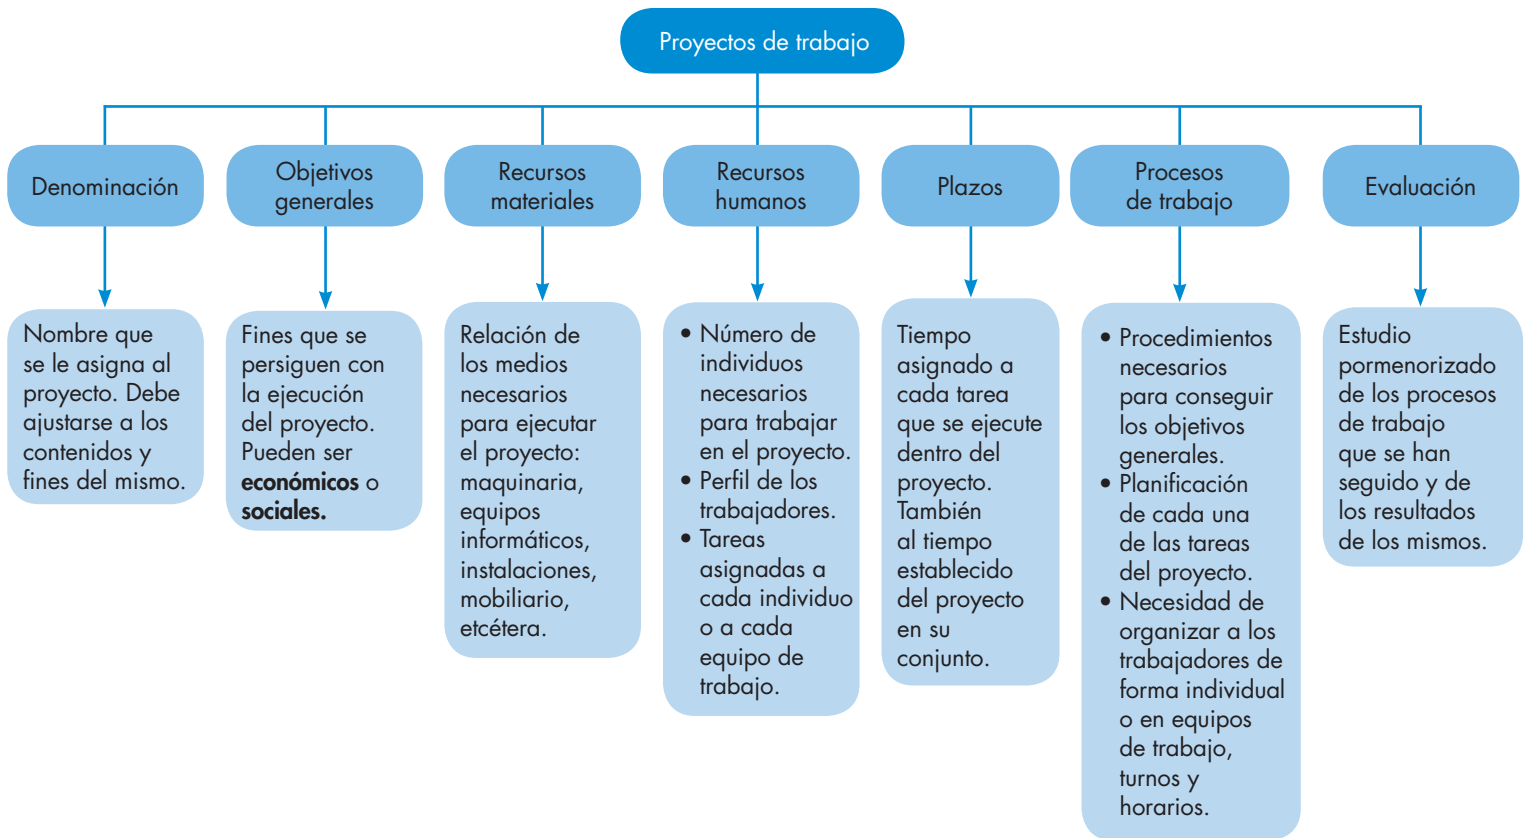 Proyectos de trabajo
Denominación
Objetivos
generales
Recursos
materiales
Recursos
humanos
Plazos
Procesos
de trabajo
Evaluación
Nombre que
se le asigna al
proyecto. Debe
ajustarse a los
contenidos y
fines del mismo.
Fines que se
persiguen con
la ejecución
del proyecto.
Pueden ser
económicos o
sociales.
Relación de
los medios
necesarios
para ejecutar
el proyecto:
maquinaria,
equipos
informáticos,
instalaciones,
mobiliario,
etcétera.
• Número de
individuos
necesarios
para trabajar
en el proyecto.
• Perfil de los
trabajadores.
• Tareas
asignadas a
cada individuo
o a cada
equipo de
trabajo.
Tiempo
asignado a
cada tarea
que se ejecute
dentro del
proyecto.
También
al tiempo
establecido
del proyecto
en su
conjunto.
• Procedimientos
necesarios
para conseguir
los objetivos
generales.
• Planificación
de cada una
de las tareas
del proyecto.
• Necesidad de
organizar a los
trabajadores de
forma individual
o en equipos
de trabajo,
turnos y
horarios.
Estudio
pormenorizado
de los procesos
de trabajo
que se han
seguido y de
los resultados
de los mismos.